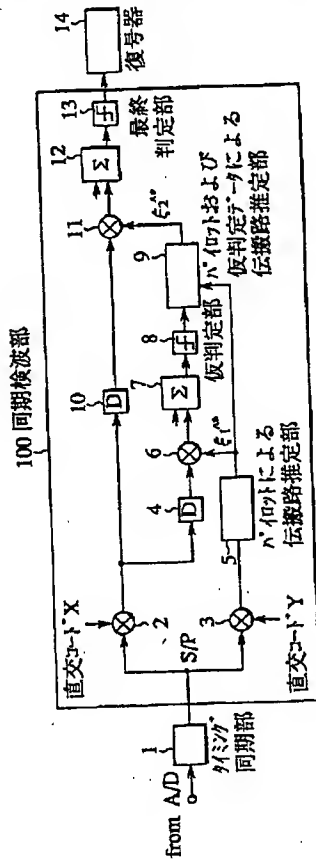 100 同期検波部
from A/D
1
タイミング
同期部
S/P
直交コードX
2
直交コードY
3
4
D
5
パイロットによる
伝搬路推定部
6
7
Σ
8
仮判定部
9
パイロットおよび
仮判定データによる
伝搬路推定部
10
D
11
12
Σ
13
最終
判定部
14
復号器